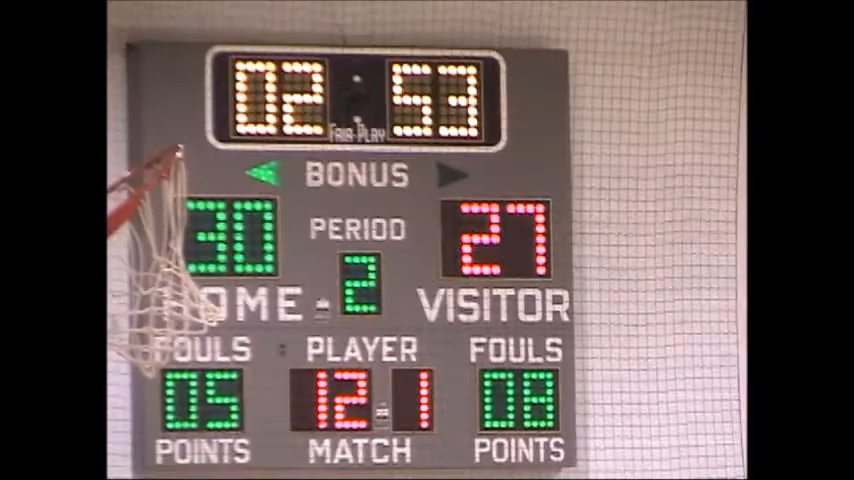 02 53
FAIR-PLAY
BONUS
30 PERIOD 27
2
OME VISITOR
FOULS PLAYER FOULS
05 12 1 08
POINTS MATCH POINTS